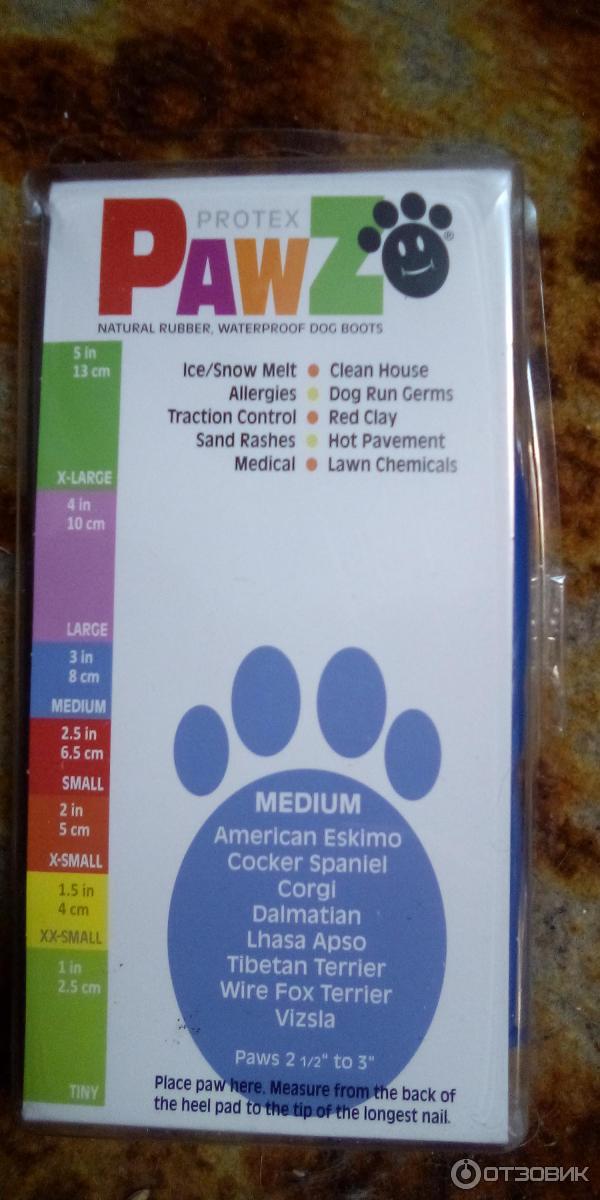 PROTEX
PAWZ®
NATURAL RUBBER, WATERPROOF DOG BOOTS
Ice/Snow Melt • Clean House
Allergies • Dog Run Germs
Traction Control • Red Clay
Sand Rashes • Hot Pavement
Medical • Lawn Chemicals
5 in
13 cm
X-LARGE
4 in
10 cm
LARGE
3 in
8 cm
MEDIUM
2.5 in
6.5 cm
SMALL
2 in
5 cm
X-SMALL
1.5 in
4 cm
XX-SMALL
1 in
2.5 cm
TINY
MEDIUM
American Eskimo
Cocker Spaniel
Corgi
Dalmatian
Lhasa Apso
Tibetan Terrier
Wire Fox Terrier
Vizsla
Paws 2 1/2" to 3"
Place paw here. Measure from the back of
the heel pad to the tip of the longest nail.
ОТЗОВИК